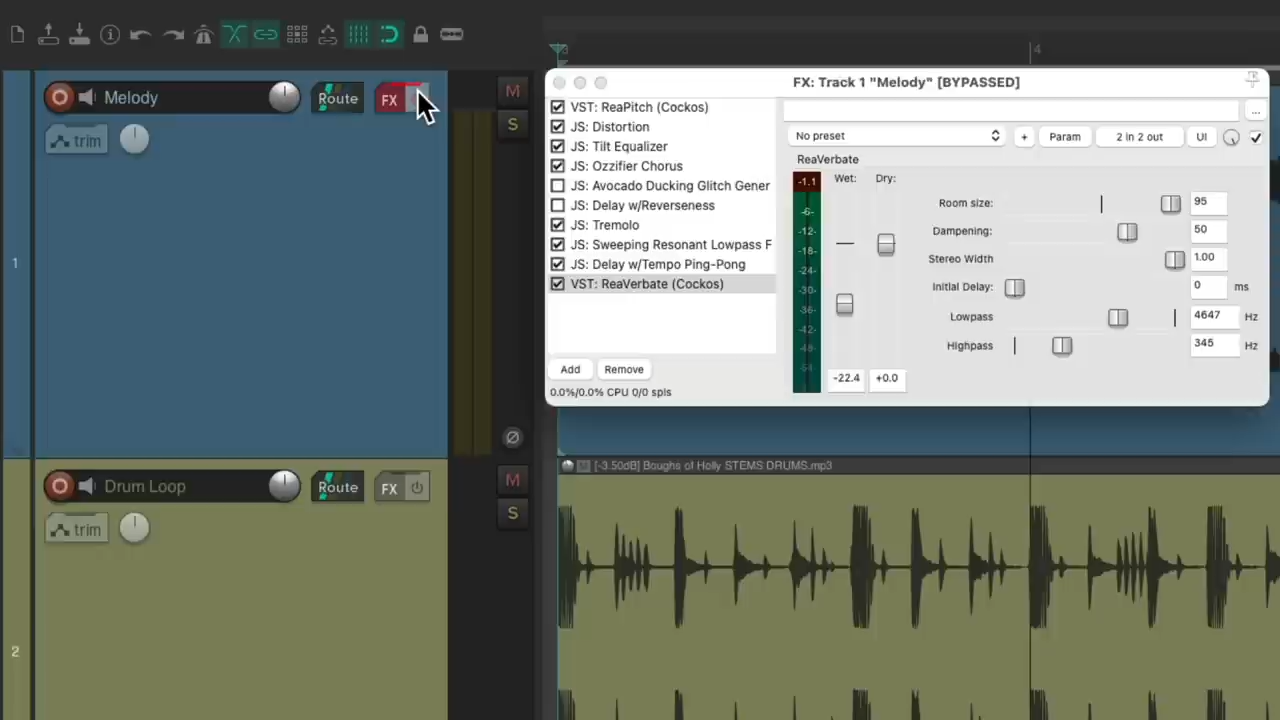 3
4
Melody
Route
FX
M
S
trim
1
FX: Track 1 "Melody" [BYPASSED]
VST: ReaPitch (Cockos)
JS: Distortion
JS: Tilt Equalizer
JS: Ozzifier Chorus
JS: Avocado Ducking Glitch Gener
JS: Delay w/Reverseness
JS: Tremolo
JS: Sweeping Resonant Lowpass F
JS: Delay w/Tempo Ping-Pong
VST: ReaVerbate (Cockos)
Add
Remove
0.0%/0.0% CPU 0/0 spls
...
No preset
+
Param
2 in 2 out
UI
ReaVerbate
-1.1
-6-
-12-
-18-
-24-
-30-
-36-
-42-
-48-
-54-
Wet:
Dry:
-22.4
+0.0
Room size:
95
Dampening:
50
Stereo Width
1.00
Initial Delay:
0
ms
Lowpass
4647
Hz
Highpass
345
Hz
Drum Loop
Route
FX
M
S
trim
2
M
[-3.50dB] Boughs of Holly STEMS DRUMS.mp3